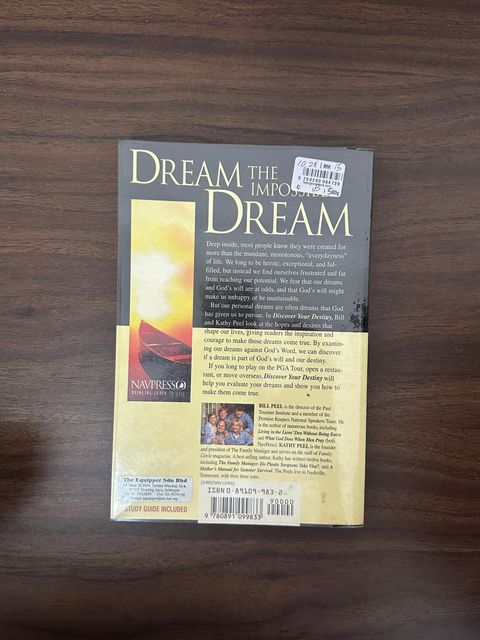 DREAM THE
IMPOSSI
DREAM
Deep inside, most people know they were created for
more than the mundane, monotonous, "everydayness"
of life. We long to be heroic, exceptional, and ful-
filled, but instead we find ourselves frustrated and far
from reaching our potential. We fear that our dreams
and God's will are at odds, and that God's will might
make us unhappy or be unattainable.
But our personal dreams are often dreams that God
has given us to pursue. In Discover Your Destiny, Bill
and Kathy Peel look at the hopes and desires that
shape our lives, giving readers the inspiration and
courage to make those dreams come true. By examin-
ing our dreams against God's Word, we can discover
if a dream is part of God's will and our destiny.
If you long to play on the PGA Tour, open a restau-
rant, or move overseas, Discover Your Destiny will
help you evaluate your dreams and show you how to
make them come true.
NAVPRESS
BRINGING TRUTH TO LIFE
BILL PEEL is the director of the Paul
Tournier Institute and a member of the
Promise Keepers National Speakers Team. He
is the author of numerous books, including
Living in the Lions' Den Without Being Eaten
and What God Does When Men Pray (both
NavPress). KATHY PEEL is the founder
and president of The Family Manager and serves on the staff of Family
Circle magazine. A best-selling author, Kathy has written twelve books,
including The Family Manager, Do Plastic Surgeons Take Visa?, and A
Mother's Manual for Summer Survival. The Peels live in Nashville,
Tennessee, with their three sons.
CHRISTIAN LIVING
The Equipper Sdn Bhd
ISBN 0-89109-983-2
90000
9 780891 099833
STUDY GUIDE INCLUDED